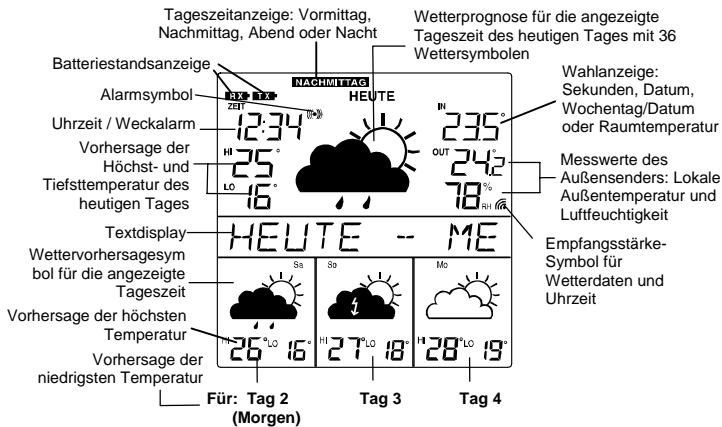 Tageszeitanzeige: Vormittag,
Nachmittag, Abend oder Nacht
Wetterprognose für die angezeigte
Tageszeit des heutigen Tages mit 36
Wettersymbolen
Batteriestandsanzeige
Alarmsymbol
Uhrzeit / Weckalarm
Vorhersage der
Höchst- und
Tiefsttemperatur des
heutigen Tages
Textdisplay
Wettervorhersagesym
bol für die angezeigte
Tageszeit
Vorhersage der höchsten
Temperatur
Vorhersage der
niedrigsten Temperatur
NACHMITTAG
HEUTE
RX TX
ZEIT
12:34
HI
25°
LO
16°
IN
23.5°
OUT
24.2°
78%
RH
HEUTE -- ME
Sa
HI 26° LO 16°
So
HI 27° LO 18°
Mo
HI 28° LO 19°
Wahlanzeige:
Sekunden, Datum,
Wochentag/Datum
oder Raumtemperatur
Messwerte des
Außensenders: Lokale
Außentemperatur und
Luftfeuchtigkeit
Empfangsstärke-
Symbol für
Wetterdaten und
Uhrzeit
Für: Tag 2
(Morgen)
Tag 3
Tag 4